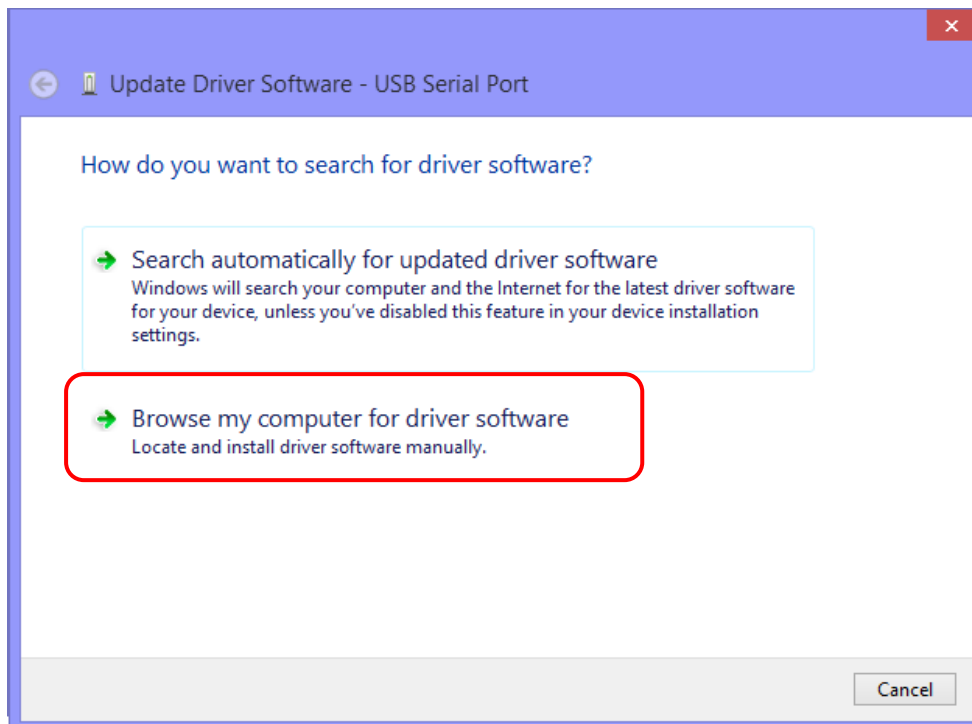 Update Driver Software - USB Serial Port
How do you want to search for driver software?
Search automatically for updated driver software
Windows will search your computer and the Internet for the latest driver software
for your device, unless you've disabled this feature in your device installation
settings.
Browse my computer for driver software
Locate and install driver software manually.
Cancel